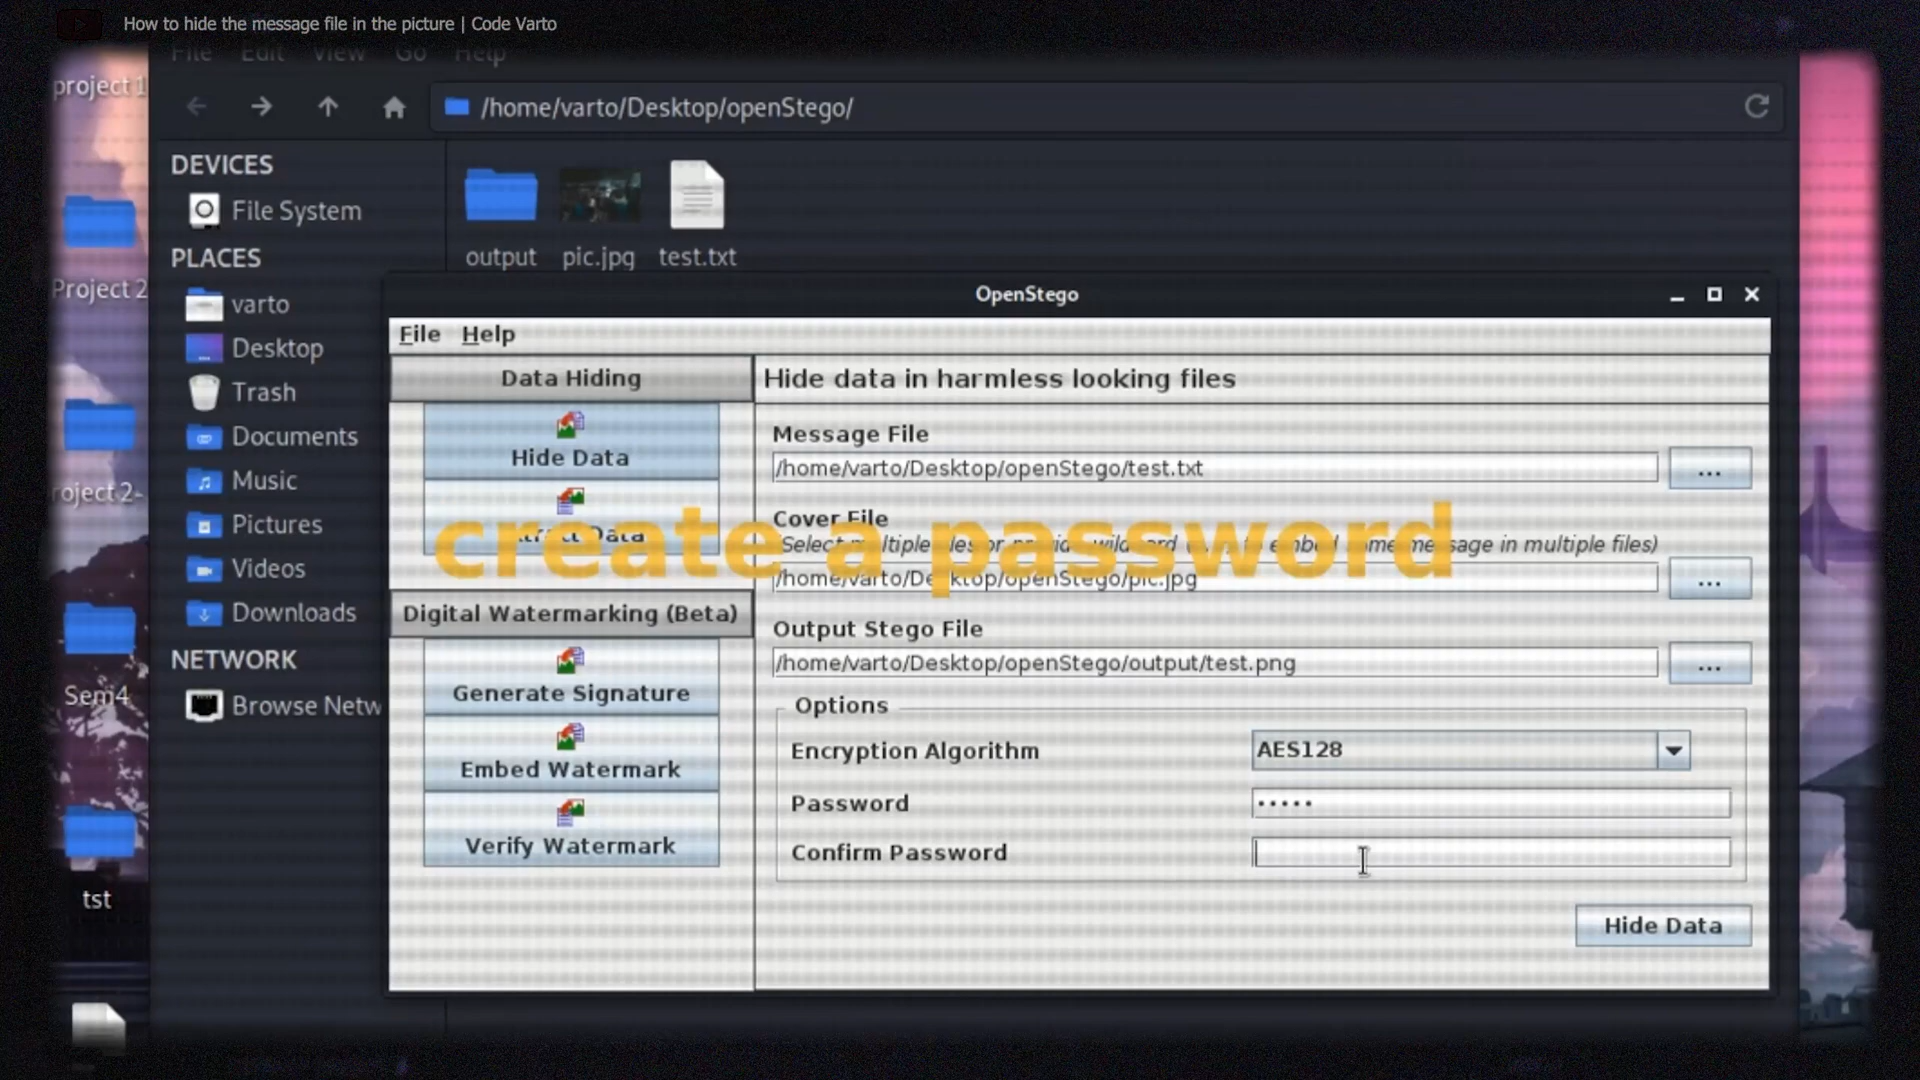 How to hide the message file in the picture | Code Varto
File Edit View Go Help
project 1
/home/varto/Desktop/openStego/
DEVICES
File System
PLACES
varto
Desktop
Trash
Documents
Music
Pictures
Videos
Downloads
NETWORK
Browse Netw
Project 2
roject 2-
Sem4
tst
output
pic.jpg
test.txt
OpenStego
File Help
Data Hiding
Hide Data
Data
Digital Watermarking (Beta)
Generate Signature
Embed Watermark
Verify Watermark
Hide data in harmless looking files
Message File
/home/varto/Desktop/openStego/test.txt
...
Cover File
create a password
(Select multiple files or message in multiple files)
/home/varto/Desktop/openStego/pic.jpg
...
Output Stego File
/home/varto/Desktop/openStego/output/test.png
...
Options
Encryption Algorithm
AES128
Password
•••••
Confirm Password
Hide Data